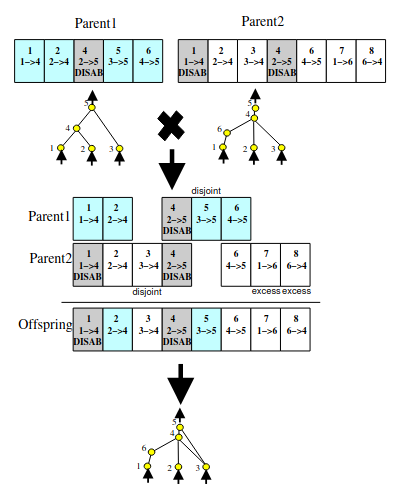 Parent1 Parent2
1 2 4 5 6 1 2 3 4 6 7 8
1->4 2->4 2->5 3->5 4->5 1->4 2->4 3->4 2->5 4->5 1->6 6->4
DISAB DISAB DISAB
5 5
4 4
6
1 2 3 1 2 3
disjoint
Parent1 1 2 4 5 6
1->4 2->4 2->5 3->5 4->5
DISAB
Parent2 1 2 3 4 6 7 8
1->4 2->4 3->4 2->5 4->5 1->6 6->4
DISAB DISAB
disjoint excess excess
Offspring 1 2 3 4 5 6 7 8
1->4 2->4 3->4 2->5 3->5 4->5 1->6 6->4
DISAB DISAB
5
4
6
1 2 3